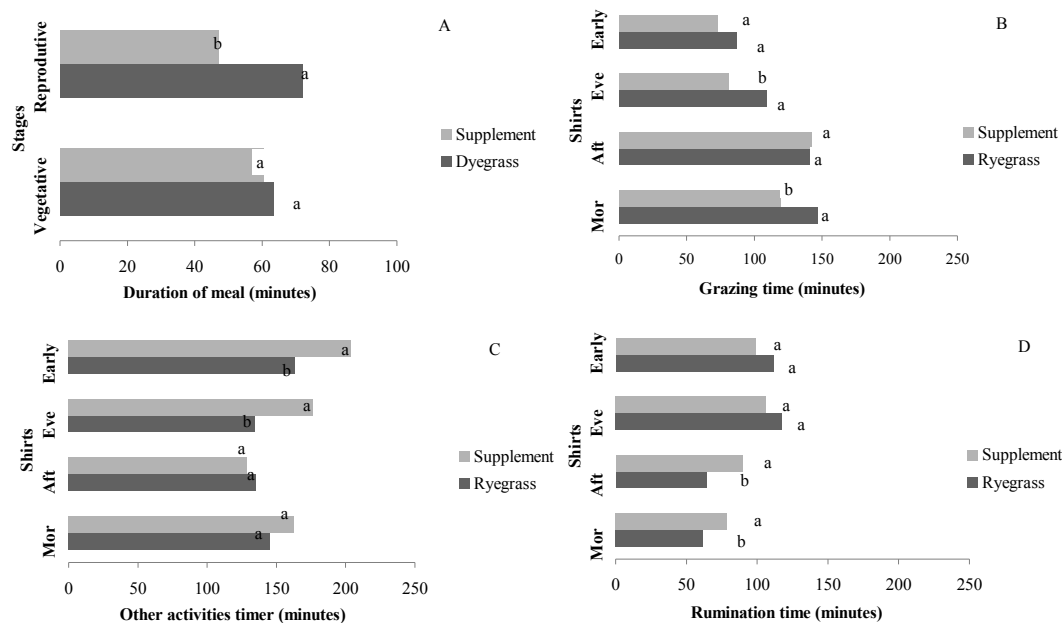 A
Reproductive
b
a
Stages
Vegetative
a
a
Supplement
Dyegrass
0 20 40 60 80 100
Duration of meal (minutes)
B
Early
a
a
Eve
b
a
Shirts
Aft
a
a
Mor
b
a
Supplement
Ryegrass
0 50 100 150 200 250
Grazing time (minutes)
C
Early
a
b
Eve
a
b
Shirts
Aft
a
a
Mor
a
a
Supplement
Ryegrass
0 50 100 150 200 250
Other activities timer (minutes)
D
Early
a
a
Eve
a
a
Shirts
Aft
a
b
Mor
a
b
Supplement
Ryegrass
0 50 100 150 200 250
Rumination time (minutes)